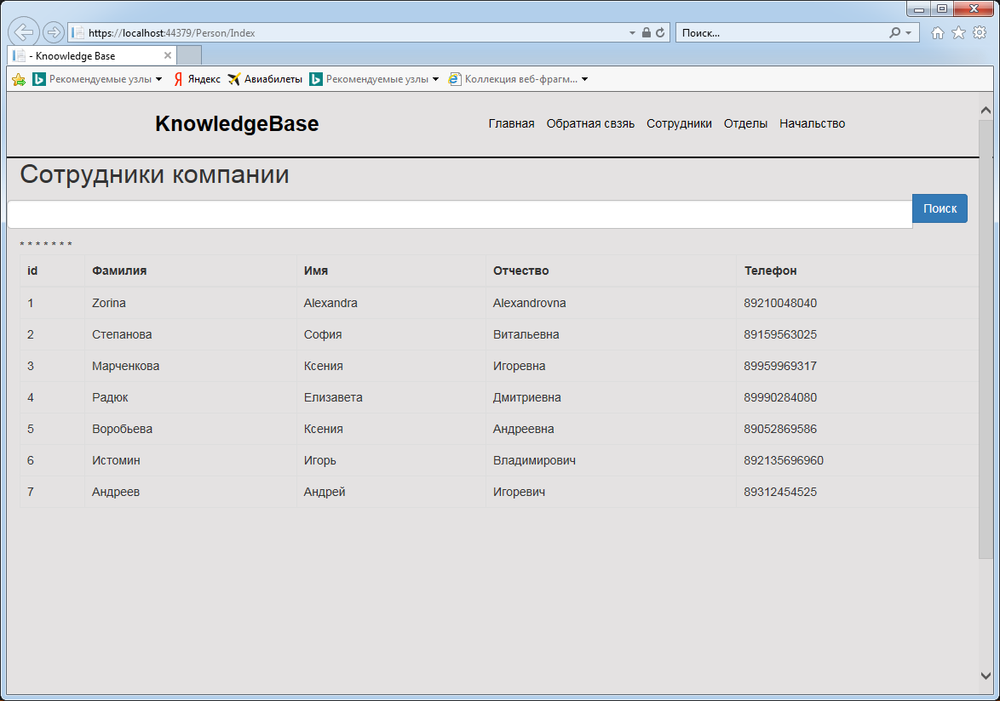 https://localhost:44379/Person/Index
Поиск...
- Knoowledge Base
Рекомендуемые узлы Яндекс Авиабилеты Рекомендуемые узлы Коллекция веб-фрагм...
KnowledgeBase
Главная Обратная свзяь Сотрудники Отделы Начальство
Сотрудники компании
Поиск
* * * * * * *
id Фамилия Имя Отчество Телефон
1 Zorina Alexandra Alexandrovna 89210048040
2 Степанова София Витальевна 89159563025
3 Марченкова Ксения Игоревна 89959969317
4 Радюк Елизавета Дмитриевна 89990284080
5 Воробьева Ксения Андреевна 89052869586
6 Истомин Игорь Владимирович 892135696960
7 Андреев Андрей Игоревич 89312454525